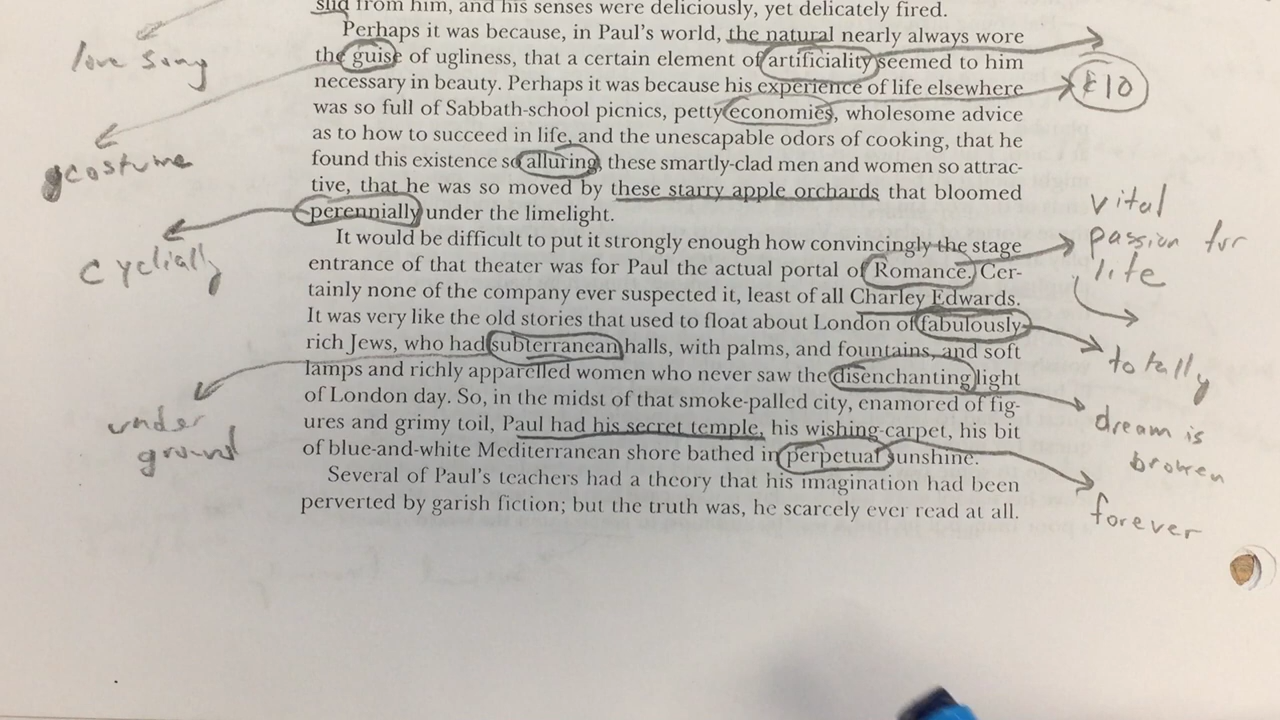 slid from him, and his senses were deliciously, yet delicately fired.
Perhaps it was because, in Paul's world, the natural nearly always wore
the guise of ugliness, that a certain element of artificiality seemed to him
necessary in beauty. Perhaps it was because his experience of life elsewhere
was so full of Sabbath-school picnics, petty economies, wholesome advice
as to how to succeed in life, and the unescapable odors of cooking, that he
found this existence so alluring, these smartly-clad men and women so attrac-
tive, that he was so moved by these starry apple orchards that bloomed
perennially under the limelight.
It would be difficult to put it strongly enough how convincingly the stage
entrance of that theater was for Paul the actual portal of Romance. Cer-
tainly none of the company ever suspected it, least of all Charley Edwards.
It was very like the old stories that used to float about London of fabulously
rich Jews, who had subterranean halls, with palms, and fountains, and soft
lamps and richly apparelled women who never saw the disenchanting light
of London day. So, in the midst of that smoke-palled city, enamored of fig-
ures and grimy toil, Paul had his secret temple, his wishing-carpet, his bit
of blue-and-white Mediterranean shore bathed in perpetual sunshine.
Several of Paul's teachers had a theory that his imagination had been
perverted by garish fiction; but the truth was, he scarcely ever read at all.
love song
costume
cyclially
under
ground
£10
vital
passion for
life
totally
dream is
broken
forever